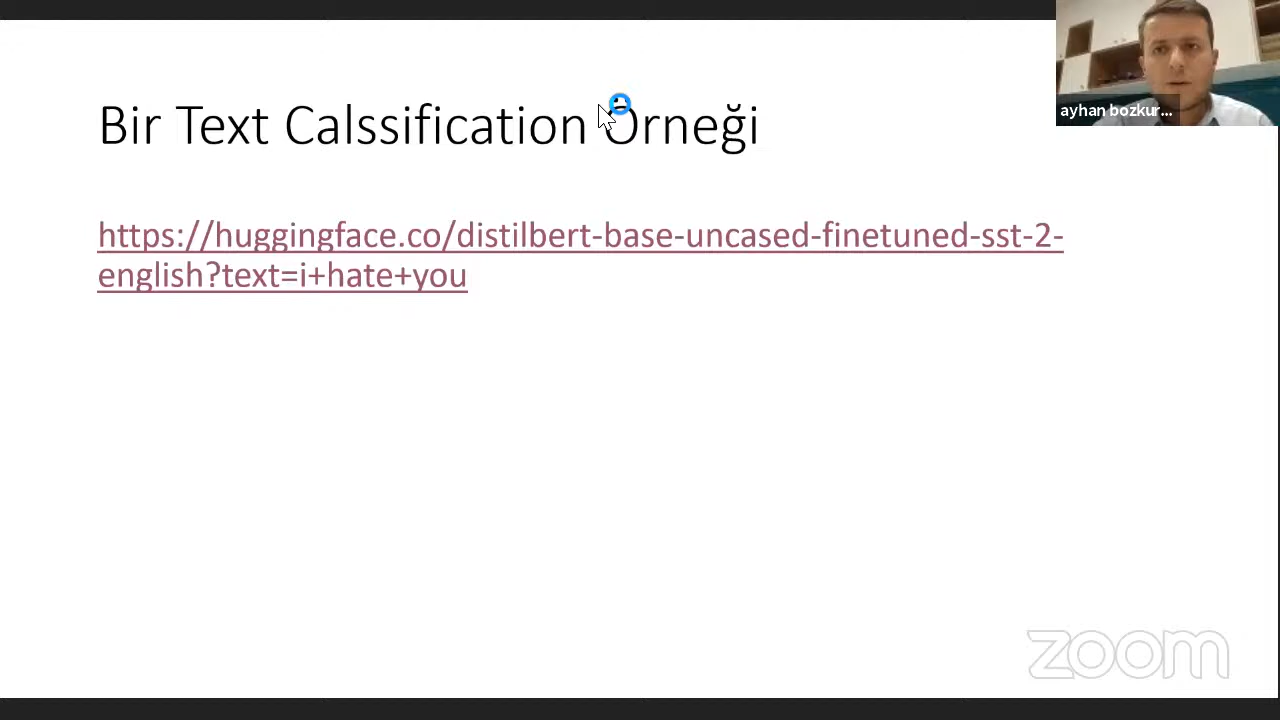 Bir Text Calssification Örneği
https://huggingface.co/distilbert-base-uncased-finetuned-sst-2-
english?text=i+hate+you
ayhan bozkur...
zoom